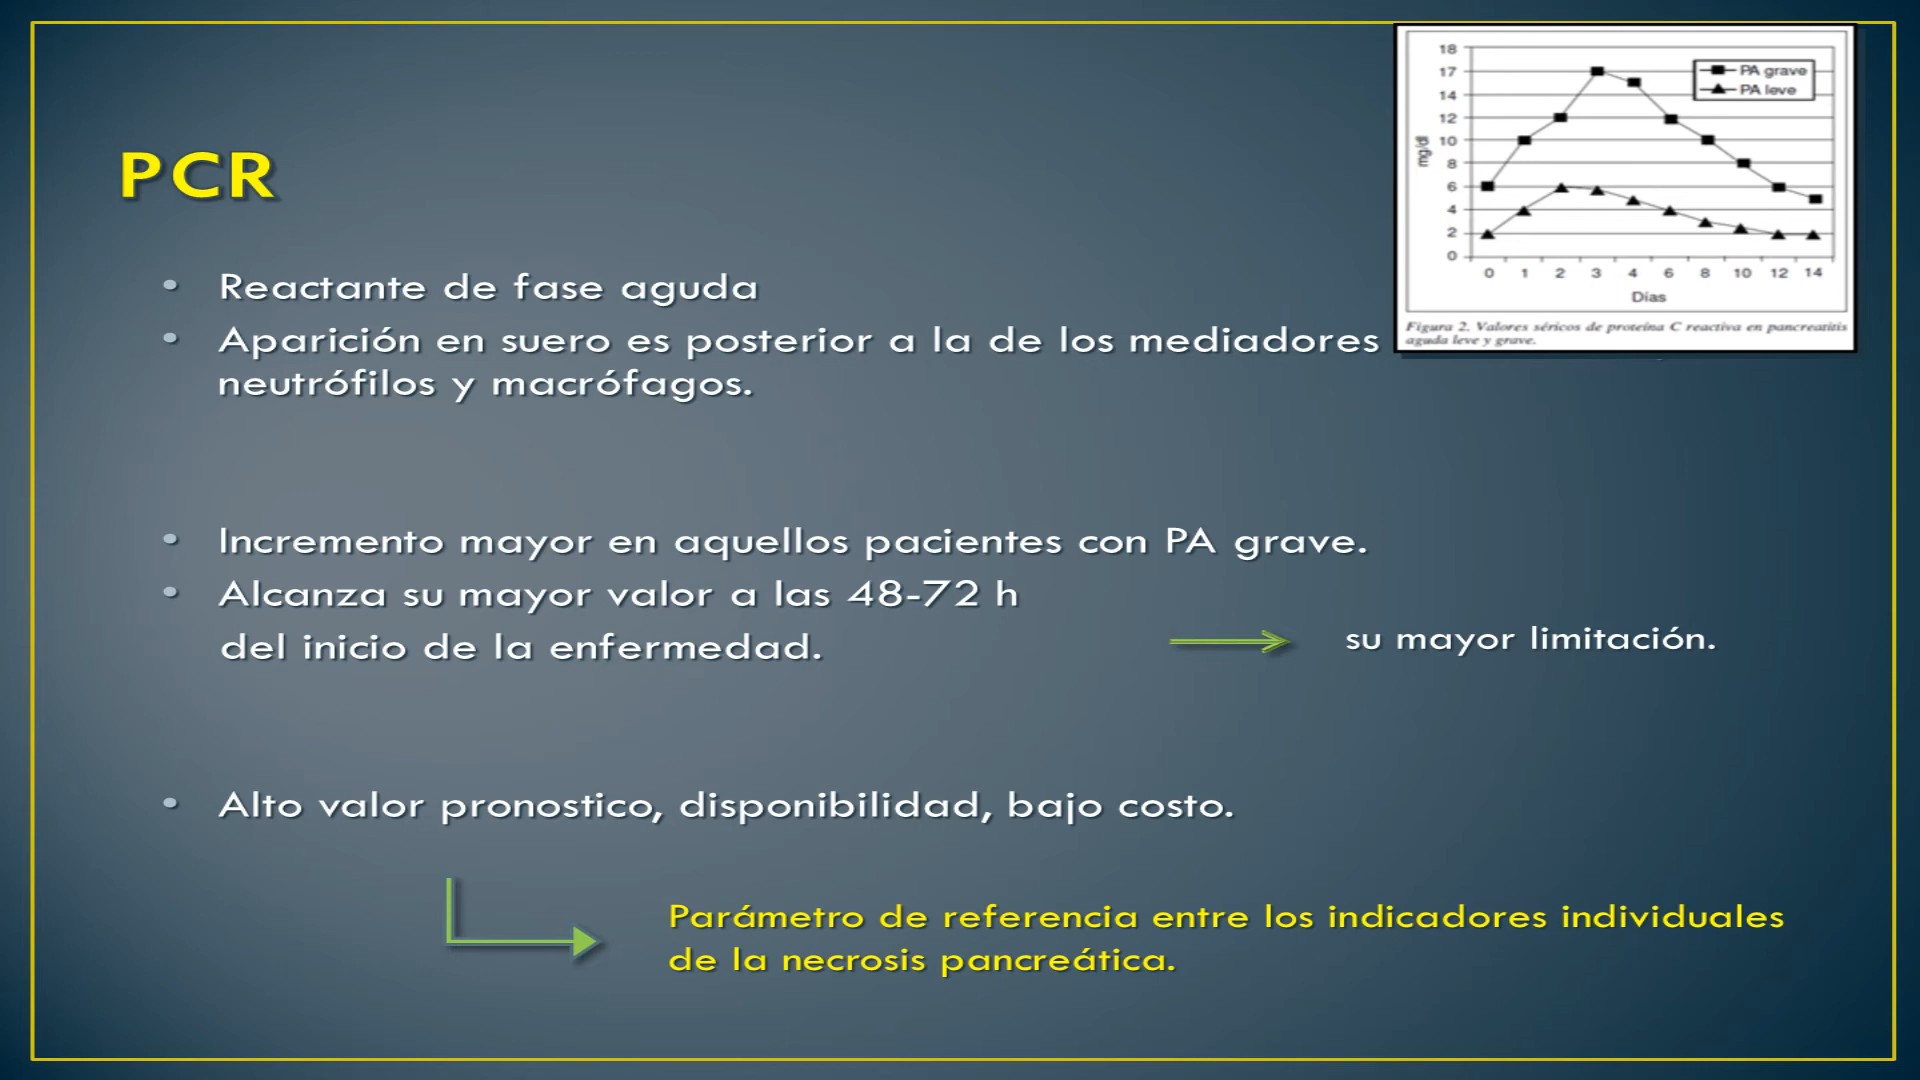 PCR
• Reactante de fase aguda
• Aparición en suero es posterior a la de los mediadores
neutrófilos y macrófagos.
• Incremento mayor en aquellos pacientes con PA grave.
• Alcanza su mayor valor a las 48-72 h
del inicio de la enfermedad.
su mayor limitación.
• Alto valor pronostico, disponibilidad, bajo costo.
Parámetro de referencia entre los indicadores individuales
de la necrosis pancreática.
18
17
14
12
10
8
6
4
2
0
mg/dl
PA grave
PA leve
0 1 2 3 4 6 8 10 12 14
Días
Figura 2. Valores séricos de proteína C reactiva en pancreatitis
aguda leve y grave.